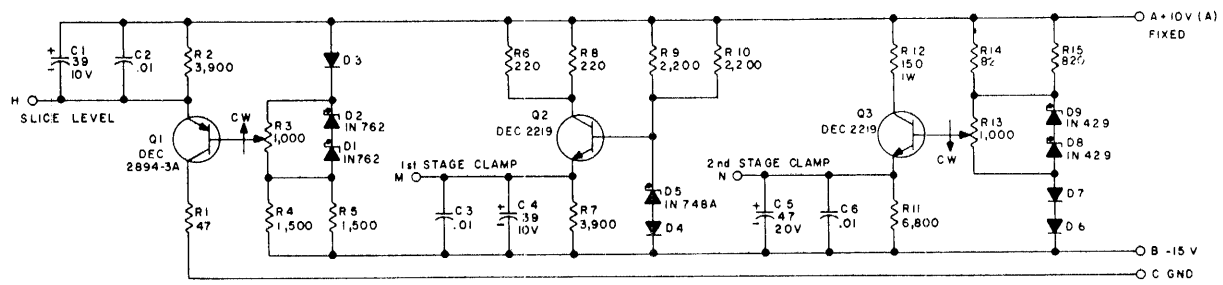 A+10V (A)
FIXED
C1
39
10V
C2
.01
R2
3,900
D3
R6
220
R8
220
R9
2,200
R10
2,200
R12
150
1W
R14
82
R15
820
H
SLICE LEVEL
Q1
DEC
2894-3A
CW
R3
1,000
D2
IN762
D1
IN762
Q2
DEC 2219
Q3
DEC 2219
R13
1,000
CW
D9
IN 429
D8
IN 429
1st STAGE CLAMP
M
2nd STAGE CLAMP
N
R1
47
R4
1,500
R5
1,500
C3
.01
C4
39
10V
R7
3,900
D5
IN 748A
D4
C5
47
20V
C6
.01
R11
6,800
D7
D6
B -15V
C GND
+
-
+
-
+
-